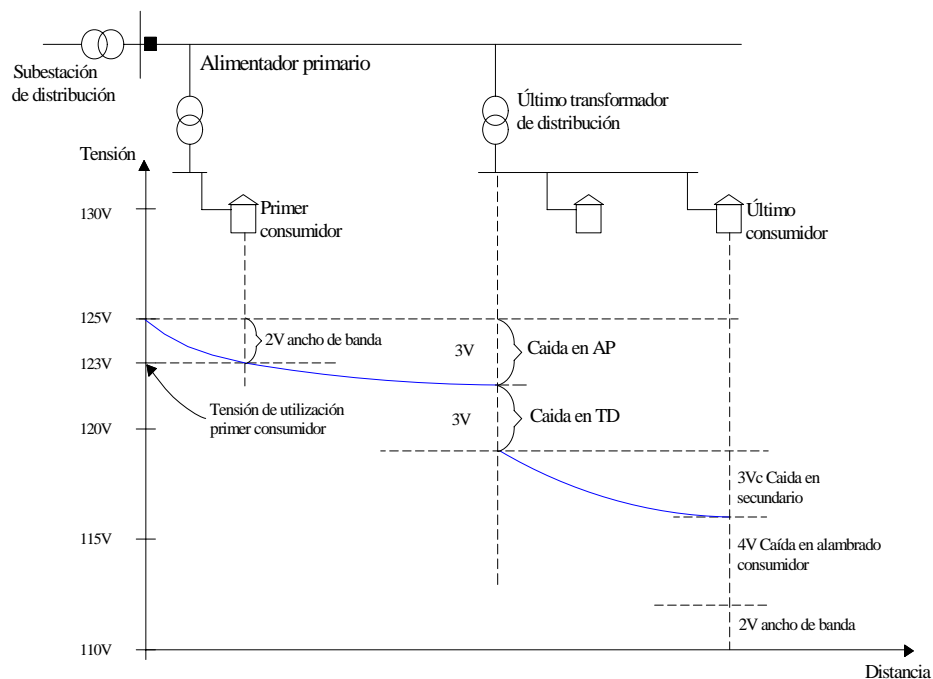 Alimentador primario
Subestación
de distribución
Último transformador
de distribución
Tensión
130V
Primer
consumidor
Último
consumidor
125V
2V ancho de banda
3V
Caida en AP
123V
Tensión de utilización
primer consumidor
120V
3V
Caida en TD
3Vc Caida en
secundario
115V
4V Caída en alambrado
consumidor
2V ancho de banda
110V
Distancia